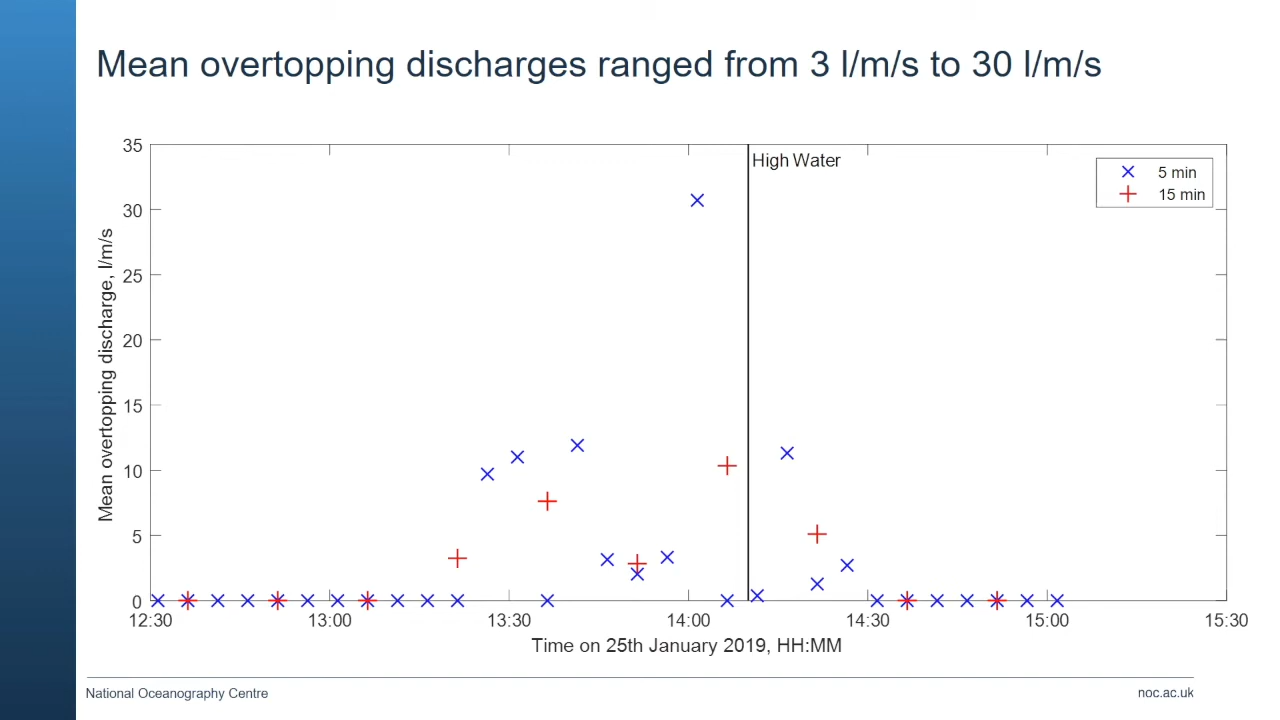 Mean overtopping discharges ranged from 3 l/m/s to 30 l/m/s
35
30
25
20
15
10
5
0
Mean overtopping discharge, l/m/s
High Water
5 min
15 min
12:30
13:00
13:30
14:00
14:30
15:00
15:30
Time on 25th January 2019, HH:MM
National Oceanography Centre
noc.ac.uk